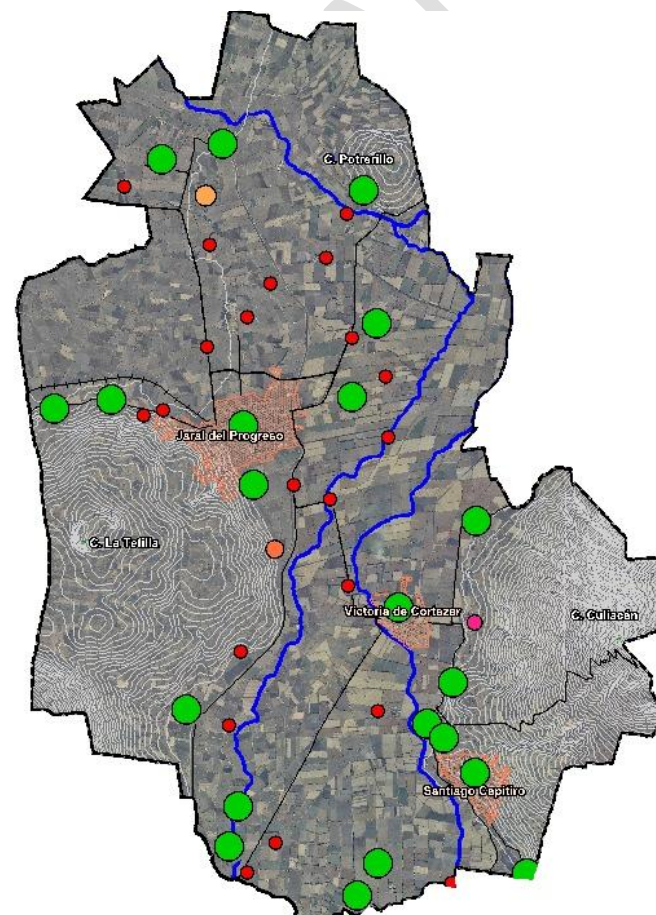 C. Potrerillo
Jaral del Progreso
C. La Tetilla
Victoria de Cortazar
C. Culiacán
Santiago Capitiro